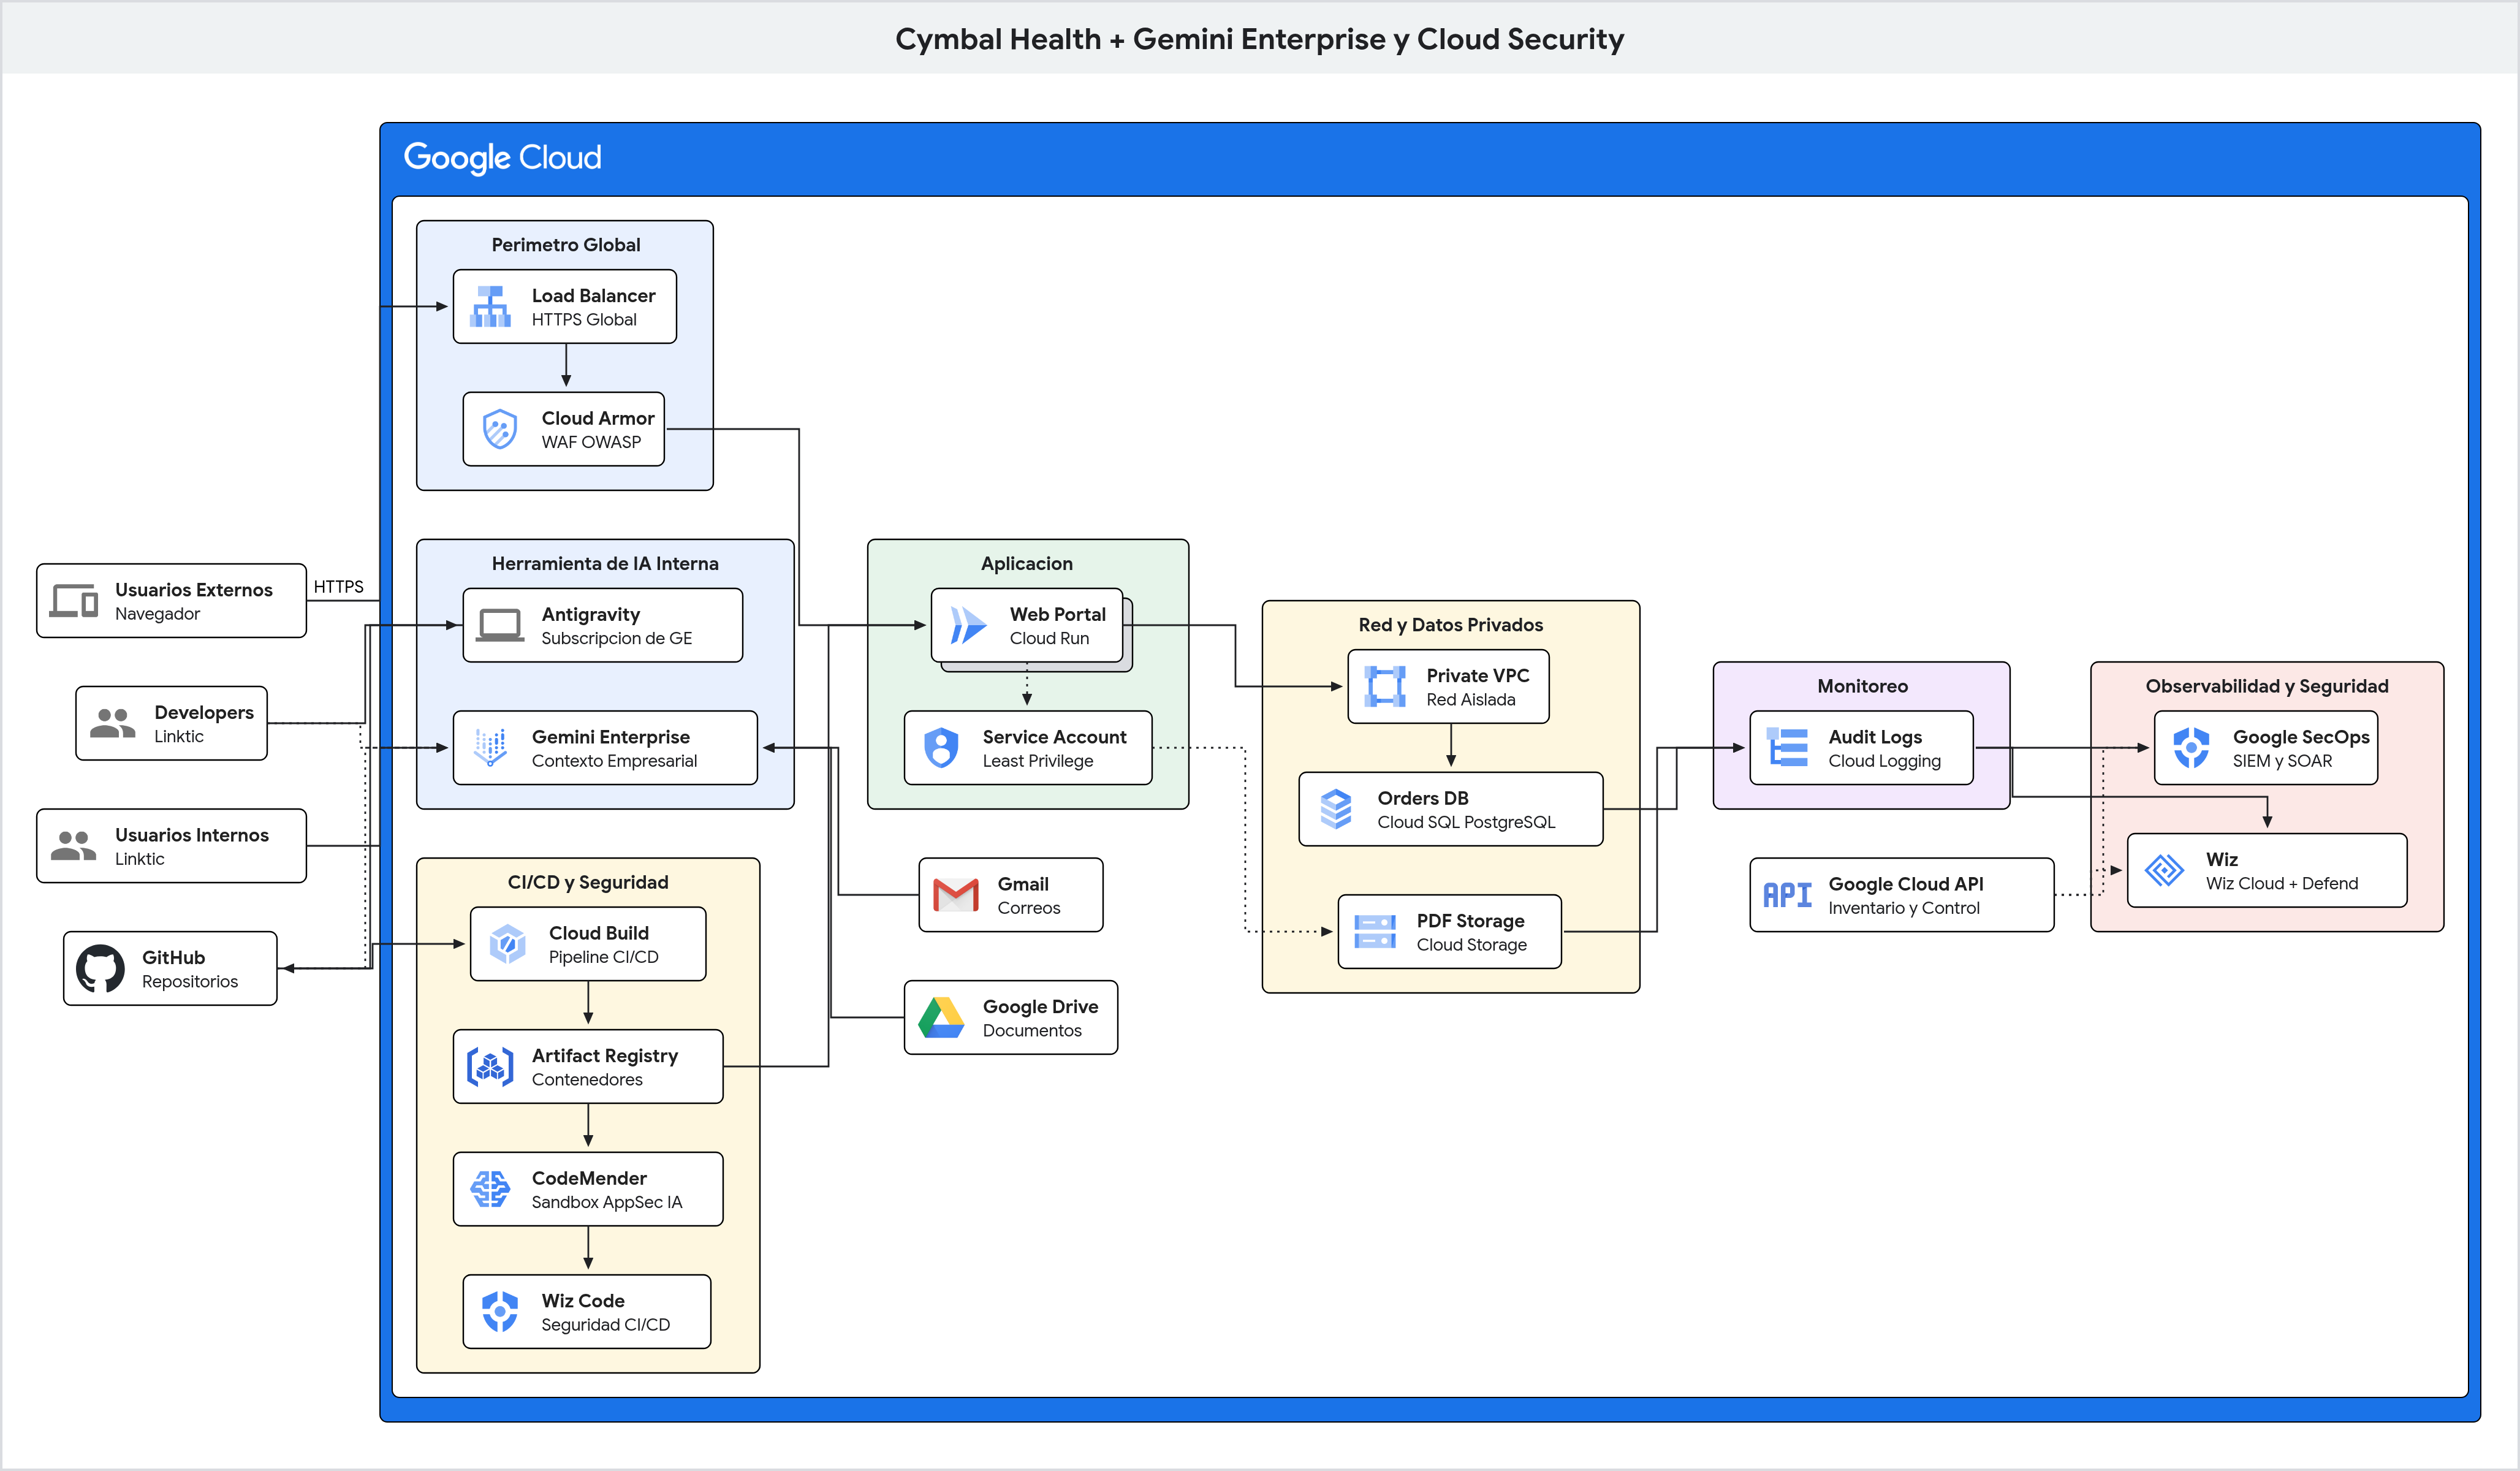 Cymbal Health + Gemini Enterprise y Cloud Security
Google Cloud
Perimetro Global
Load Balancer
HTTPS Global
Cloud Armor
WAF OWASP
Usuarios Externos
Navegador
HTTPS
Developers
Linktic
Usuarios Internos
Linktic
GitHub
Repositorios
Herramienta de IA Interna
Antigravity
Subscripcion de GE
Gemini Enterprise
Contexto Empresarial
CI/CD y Seguridad
Cloud Build
Pipeline CI/CD
Artifact Registry
Contenedores
CodeMender
Sandbox AppSec IA
Wiz Code
Seguridad CI/CD
Aplicacion
Web Portal
Cloud Run
Service Account
Least Privilege
Gmail
Correos
Google Drive
Documentos
Red y Datos Privados
Private VPC
Red Aislada
Orders DB
Cloud SQL PostgreSQL
PDF Storage
Cloud Storage
Monitoreo
Audit Logs
Cloud Logging
API
Google Cloud API
Inventario y Control
Observabilidad y Seguridad
Google SecOps
SIEM y SOAR
Wiz
Wiz Cloud + Defend